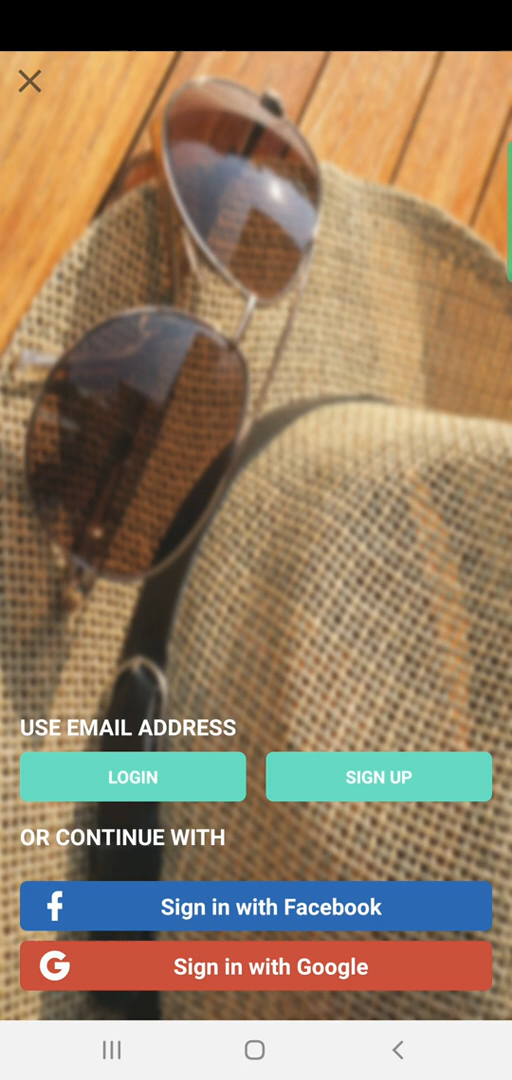 USE EMAIL ADDRESS
LOGIN
SIGN UP
OR CONTINUE WITH
Sign in with Facebook
Sign in with Google